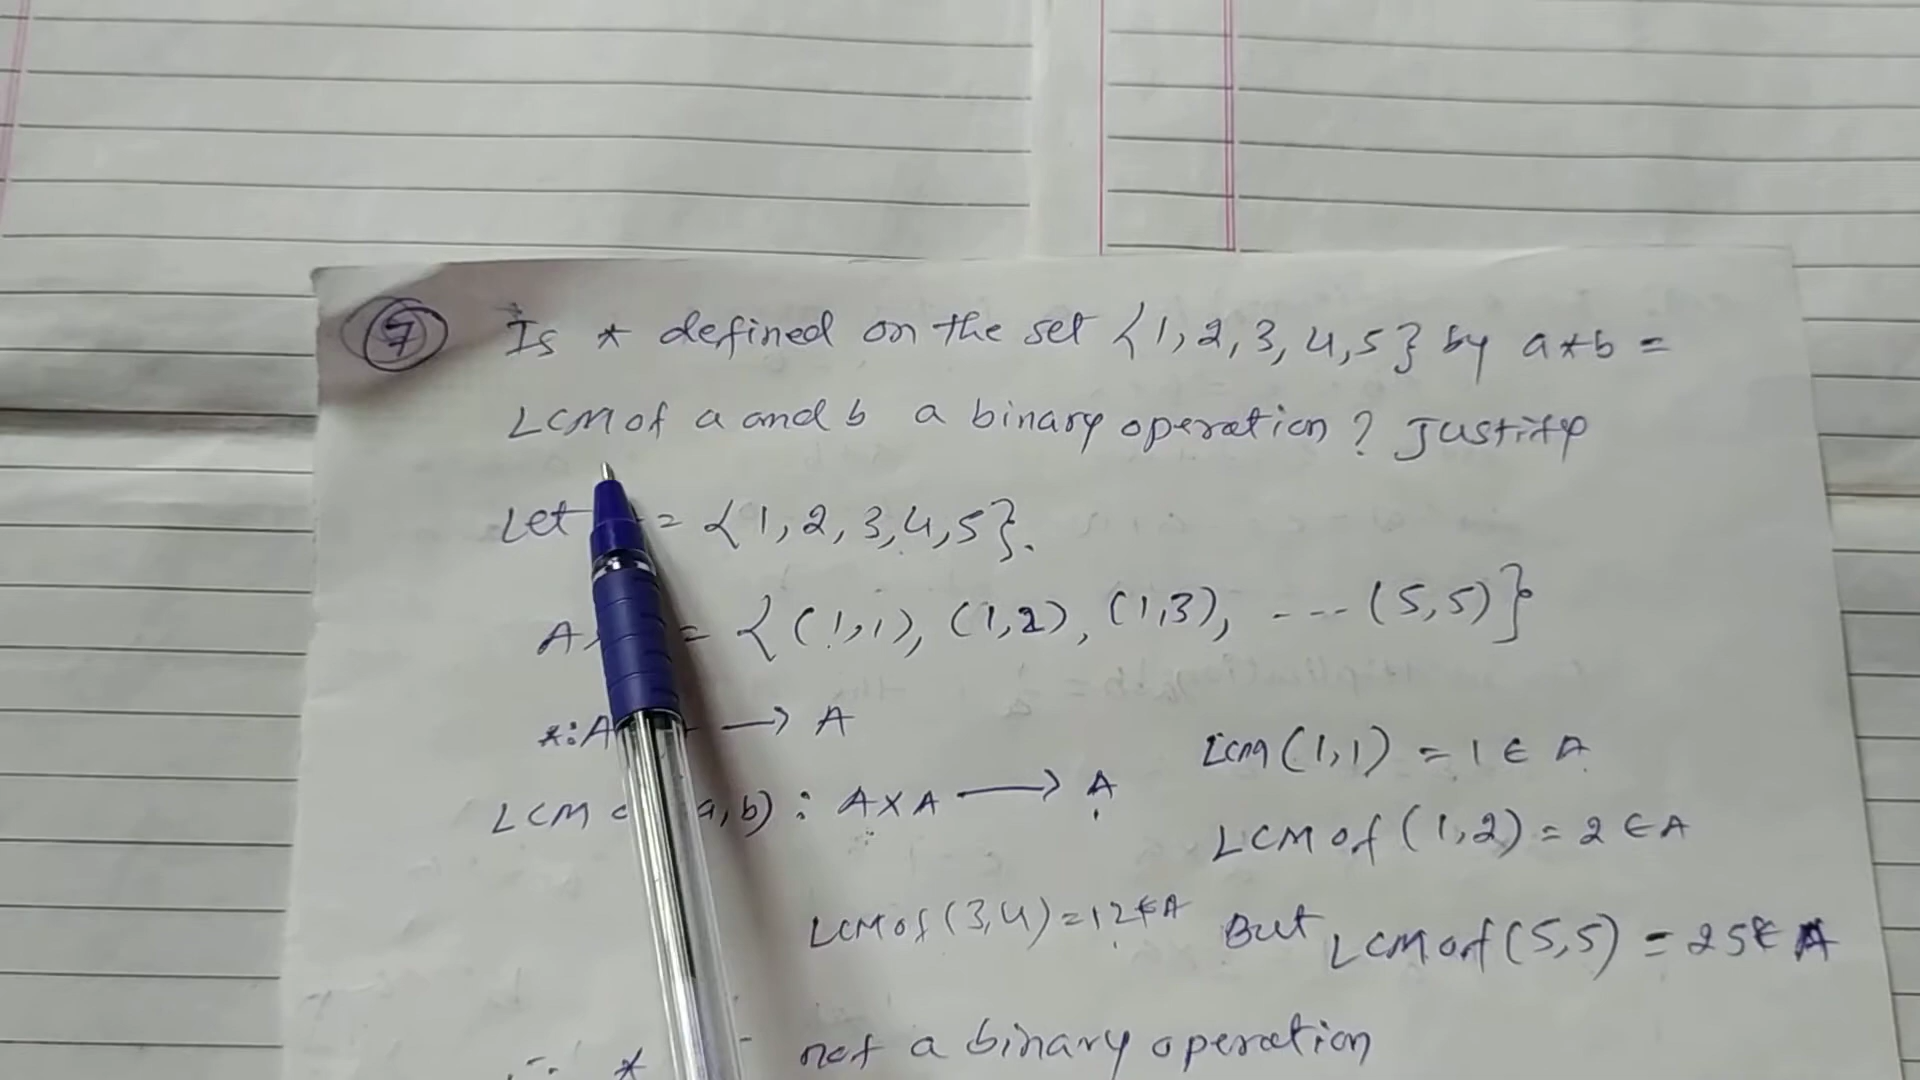 7 Is * defined on the set {1, 2, 3, 4, 5} by a*b =
LCM of a and b a binary operation? Justify
Let = {1, 2, 3, 4, 5}.
A = {(1,1), (1,2), (1,3), ---- (5,5)}
*: A → A
LCM a, b) : A X A → A
LCM (1,1) = 1 ∈ A
LCM of (1,2) = 2 ∈ A
LCM of (3,4) = 12 ∉ A
But LCM of (5,5) = 25 ∉ A
∴ * not a binary operation